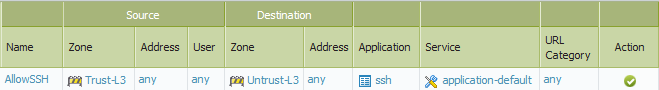 Source Destination
Name Zone Address User Zone Address Application Service URL Category Action
AllowSSH Trust-L3 any any Untrust-L3 any ssh application-default any